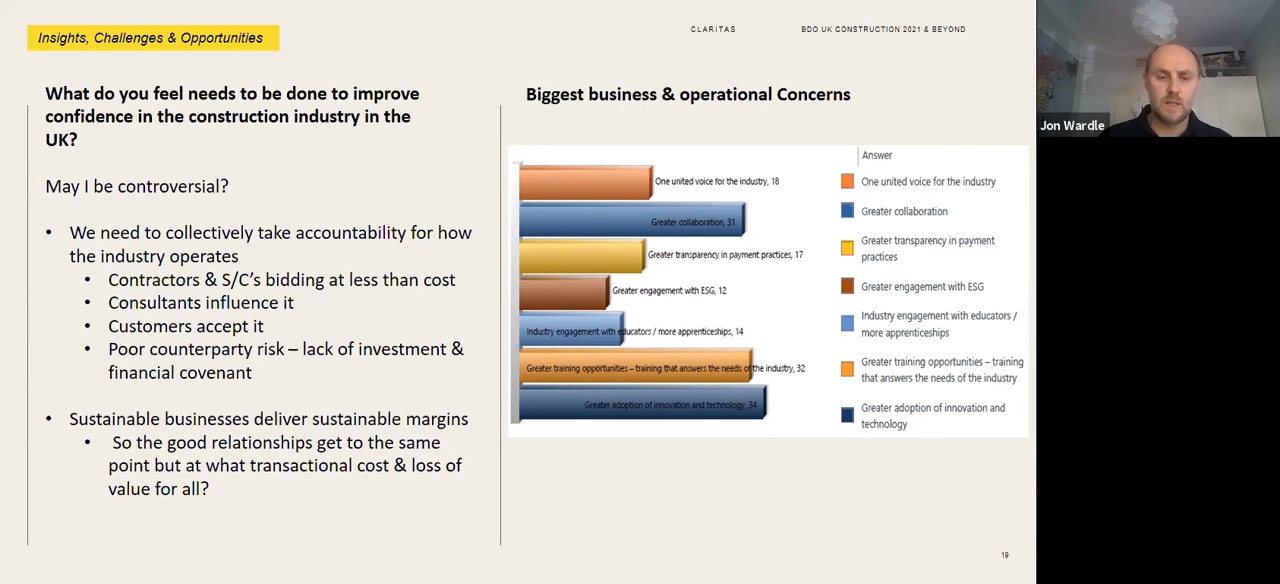 Insights, Challenges & Opportunities
CLARITAS
BDO UK CONSTRUCTION 2021 & BEYOND
What do you feel needs to be done to improve
confidence in the construction industry in the
UK?
May I be controversial?
• We need to collectively take accountability for how
the industry operates
• Contractors & S/C's bidding at less than cost
• Consultants influence it
• Customers accept it
• Poor counterparty risk – lack of investment &
financial covenant
• Sustainable businesses deliver sustainable margins
• So the good relationships get to the same
point but at what transactional cost & loss of
value for all?
Biggest business & operational Concerns
One united voice for the industry, 18
Greater collaboration, 31
Greater transparency in payment practices, 17
Greater engagement with ESG, 12
Industry engagement with educators / more apprenticeships, 14
Greater training opportunities – training that answers the needs of the industry, 32
Greater adoption of innovation and technology, 34
Answer
One united voice for the industry
Greater collaboration
Greater transparency in payment
practices
Greater engagement with ESG
Industry engagement with educators /
more apprenticeships
Greater training opportunities – training
that answers the needs of the industry
Greater adoption of innovation and
technology
19
Jon Wardle